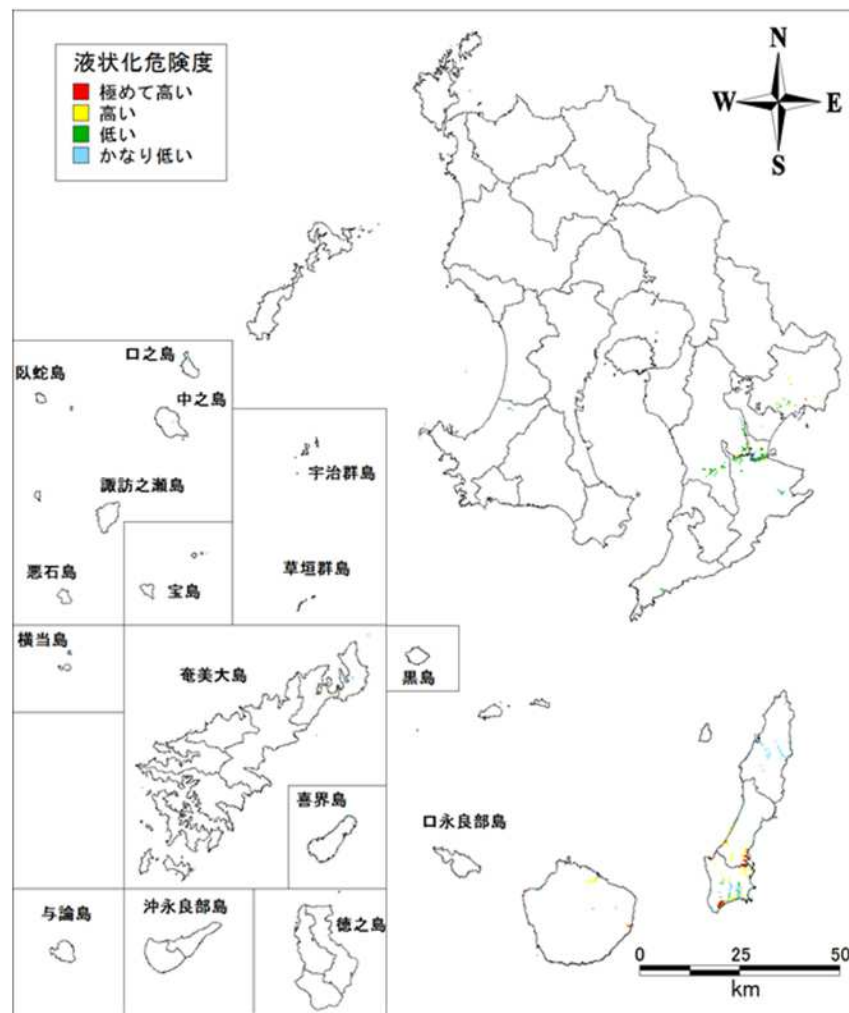 液状化危険度
極めて高い
高い
低い
かなり低い
N
W E
S
口之島
臥蛇島
中之島
宇治群島
諏訪之瀬島
悪石島
宝島
草垣群島
横当島
奄美大島
黒島
喜界島
口永良部島
与論島
沖永良部島
徳之島
0 25 50
km